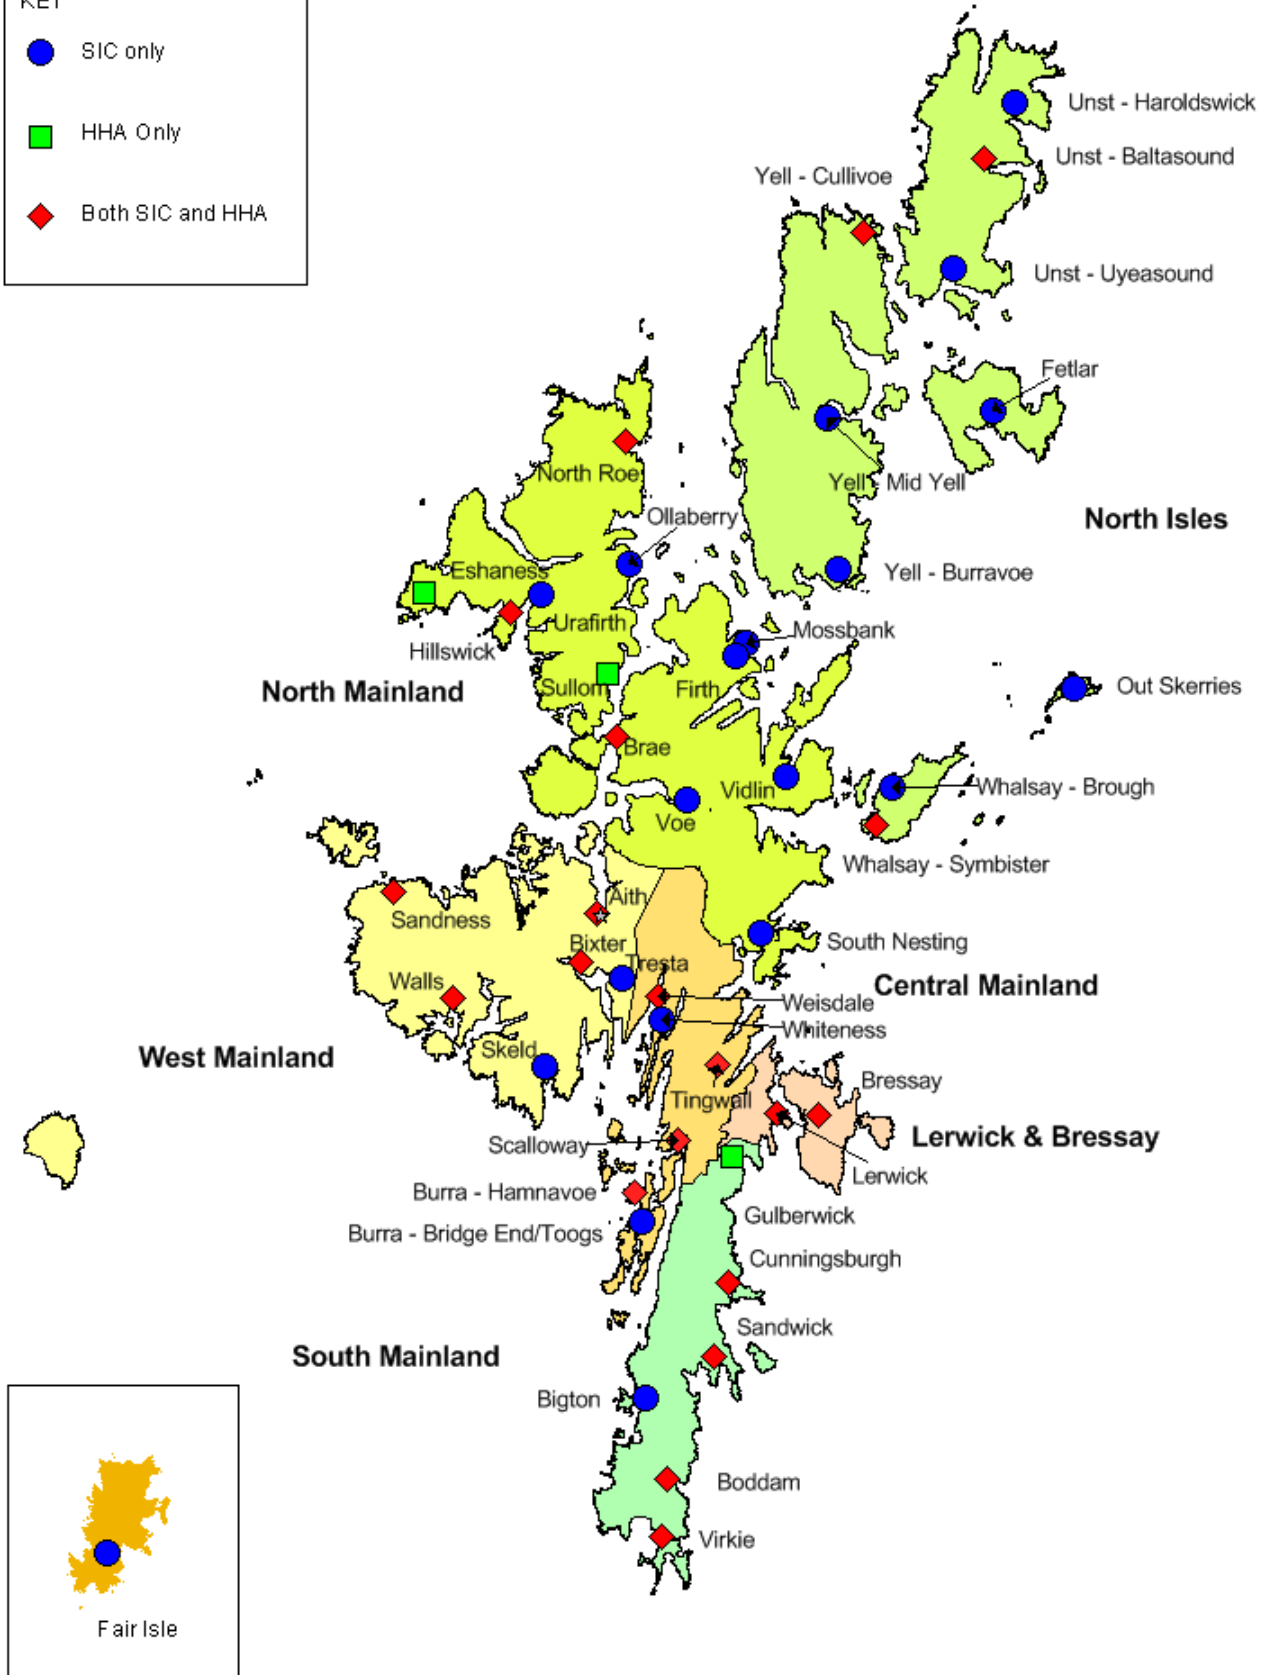 KEY
SIC only
HHA Only
Both SIC and HHA
Unst - Haroldswick
Unst - Baltasound
Yell - Cullivoe
Unst - Uyeasound
Fetlar
North Roe
Yell - Mid Yell
Ollaberry
North Isles
Eshaness
Yell - Burravoe
Urafirth
Mossbank
Hillswick
North Mainland
Sullom
Firth
Out Skerries
Brae
Vidlin
Whalsay - Brough
Voe
Whalsay - Symbister
Aith
Sandness
Bixter
South Nesting
Tresta
Walls
Central Mainland
Weisdale
Whiteness
Skeld
West Mainland
Bressay
Tingwall
Lerwick & Bressay
Scalloway
Lerwick
Burra - Hamnavoe
Gulberwick
Burra - Bridge End/Toogs
Cunningsburgh
Sandwick
South Mainland
Bigton
Boddam
Virkie
Fair Isle